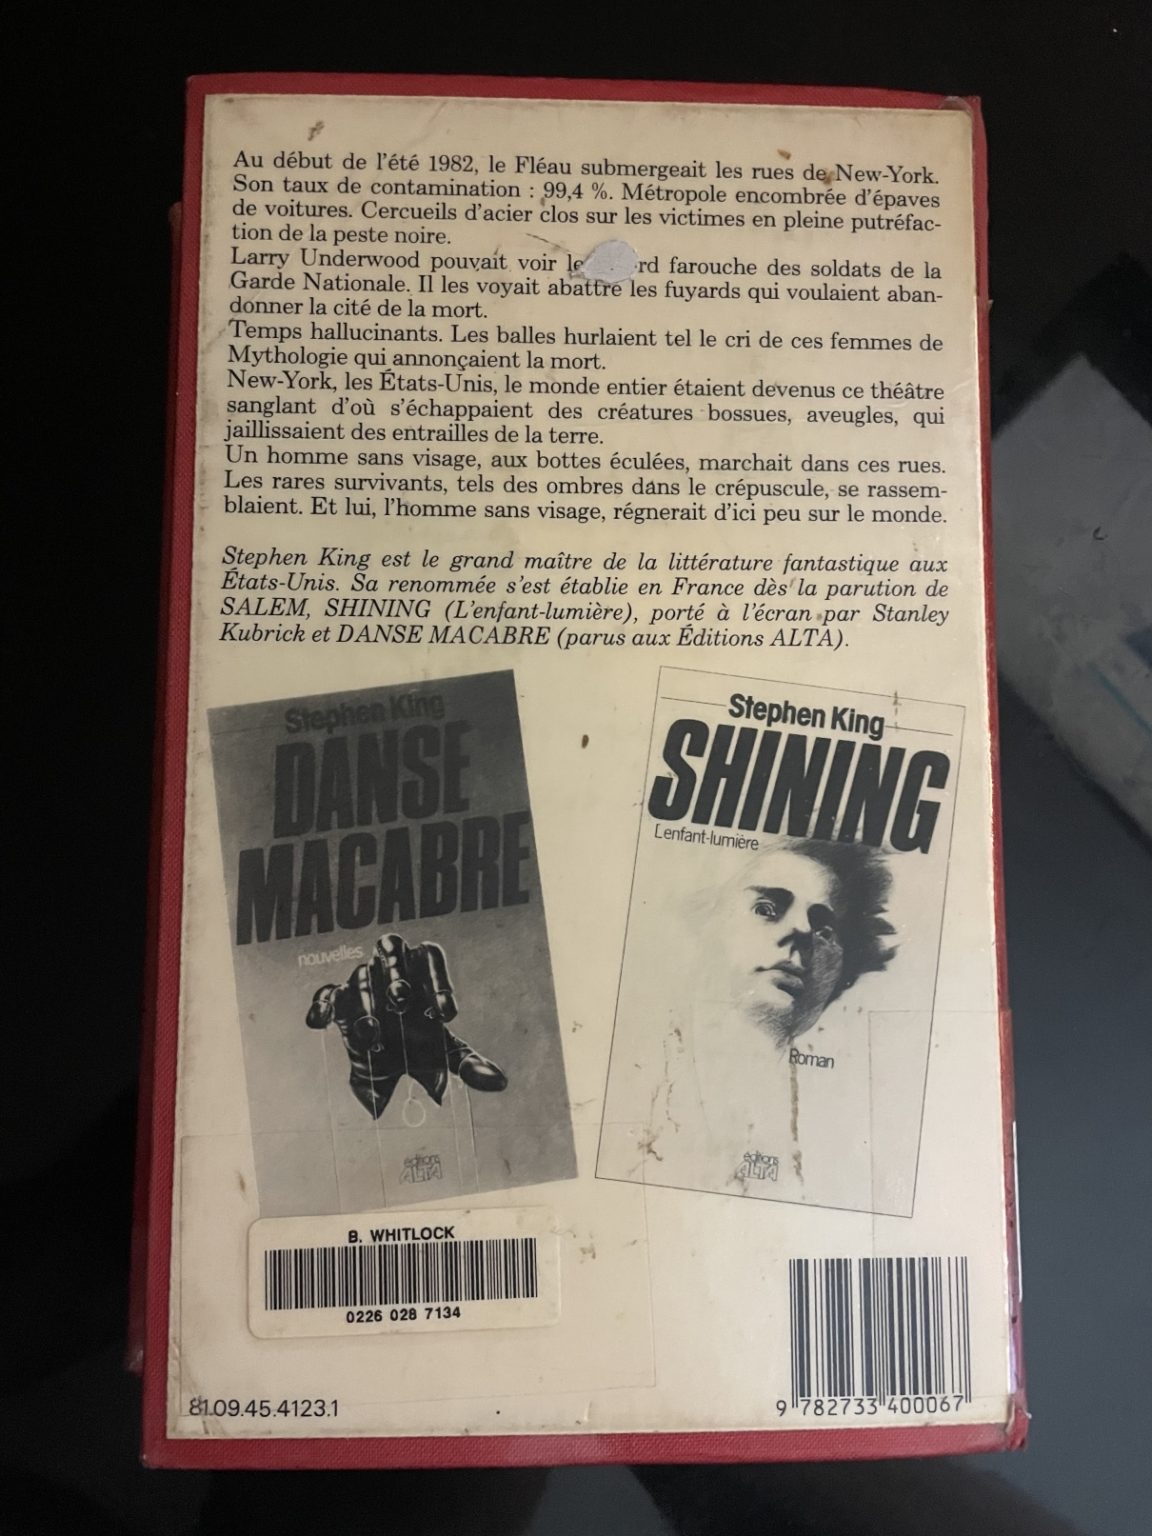 Au début de l'été 1982, le Fléau submergeait les rues de New-York.
Son taux de contamination : 99,4 %. Métropole encombrée d'épaves
de voitures. Cercueils d'acier clos sur les victimes en pleine putréfac-
tion de la peste noire.
Larry Underwood pouvait voir le rd farouche des soldats de la
Garde Nationale. Il les voyait abattre les fuyards qui voulaient aban-
donner la cité de la mort.
Temps hallucinants. Les balles hurlaient tel le cri de ces femmes de
Mythologie qui annonçaient la mort.
New-York, les États-Unis, le monde entier étaient devenus ce théâtre
sanglant d'où s'échappaient des créatures bossues, aveugles, qui
jaillissaient des entrailles de la terre.
Un homme sans visage, aux bottes éculées, marchait dans ces rues.
Les rares survivants, tels des ombres dans le crépuscule, se rassem-
blaient. Et lui, l'homme sans visage, régnerait d'ici peu sur le monde.
Stephen King est le grand maître de la littérature fantastique aux
États-Unis. Sa renommée s'est établie en France dès la parution de
SALEM, SHINING (L'enfant-lumière), porté à l'écran par Stanley
Kubrick et DANSE MACABRE (parus aux Éditions ALTA).
Stephen King
DANSE
MACABRE
nouvelles
éditions
ALTA
Stephen King
SHINING
L'enfant-lumière
Roman
éditions
ALTA
B. WHITLOCK
0226 028 7134
81.09.45.4123.1
9 782733 400067